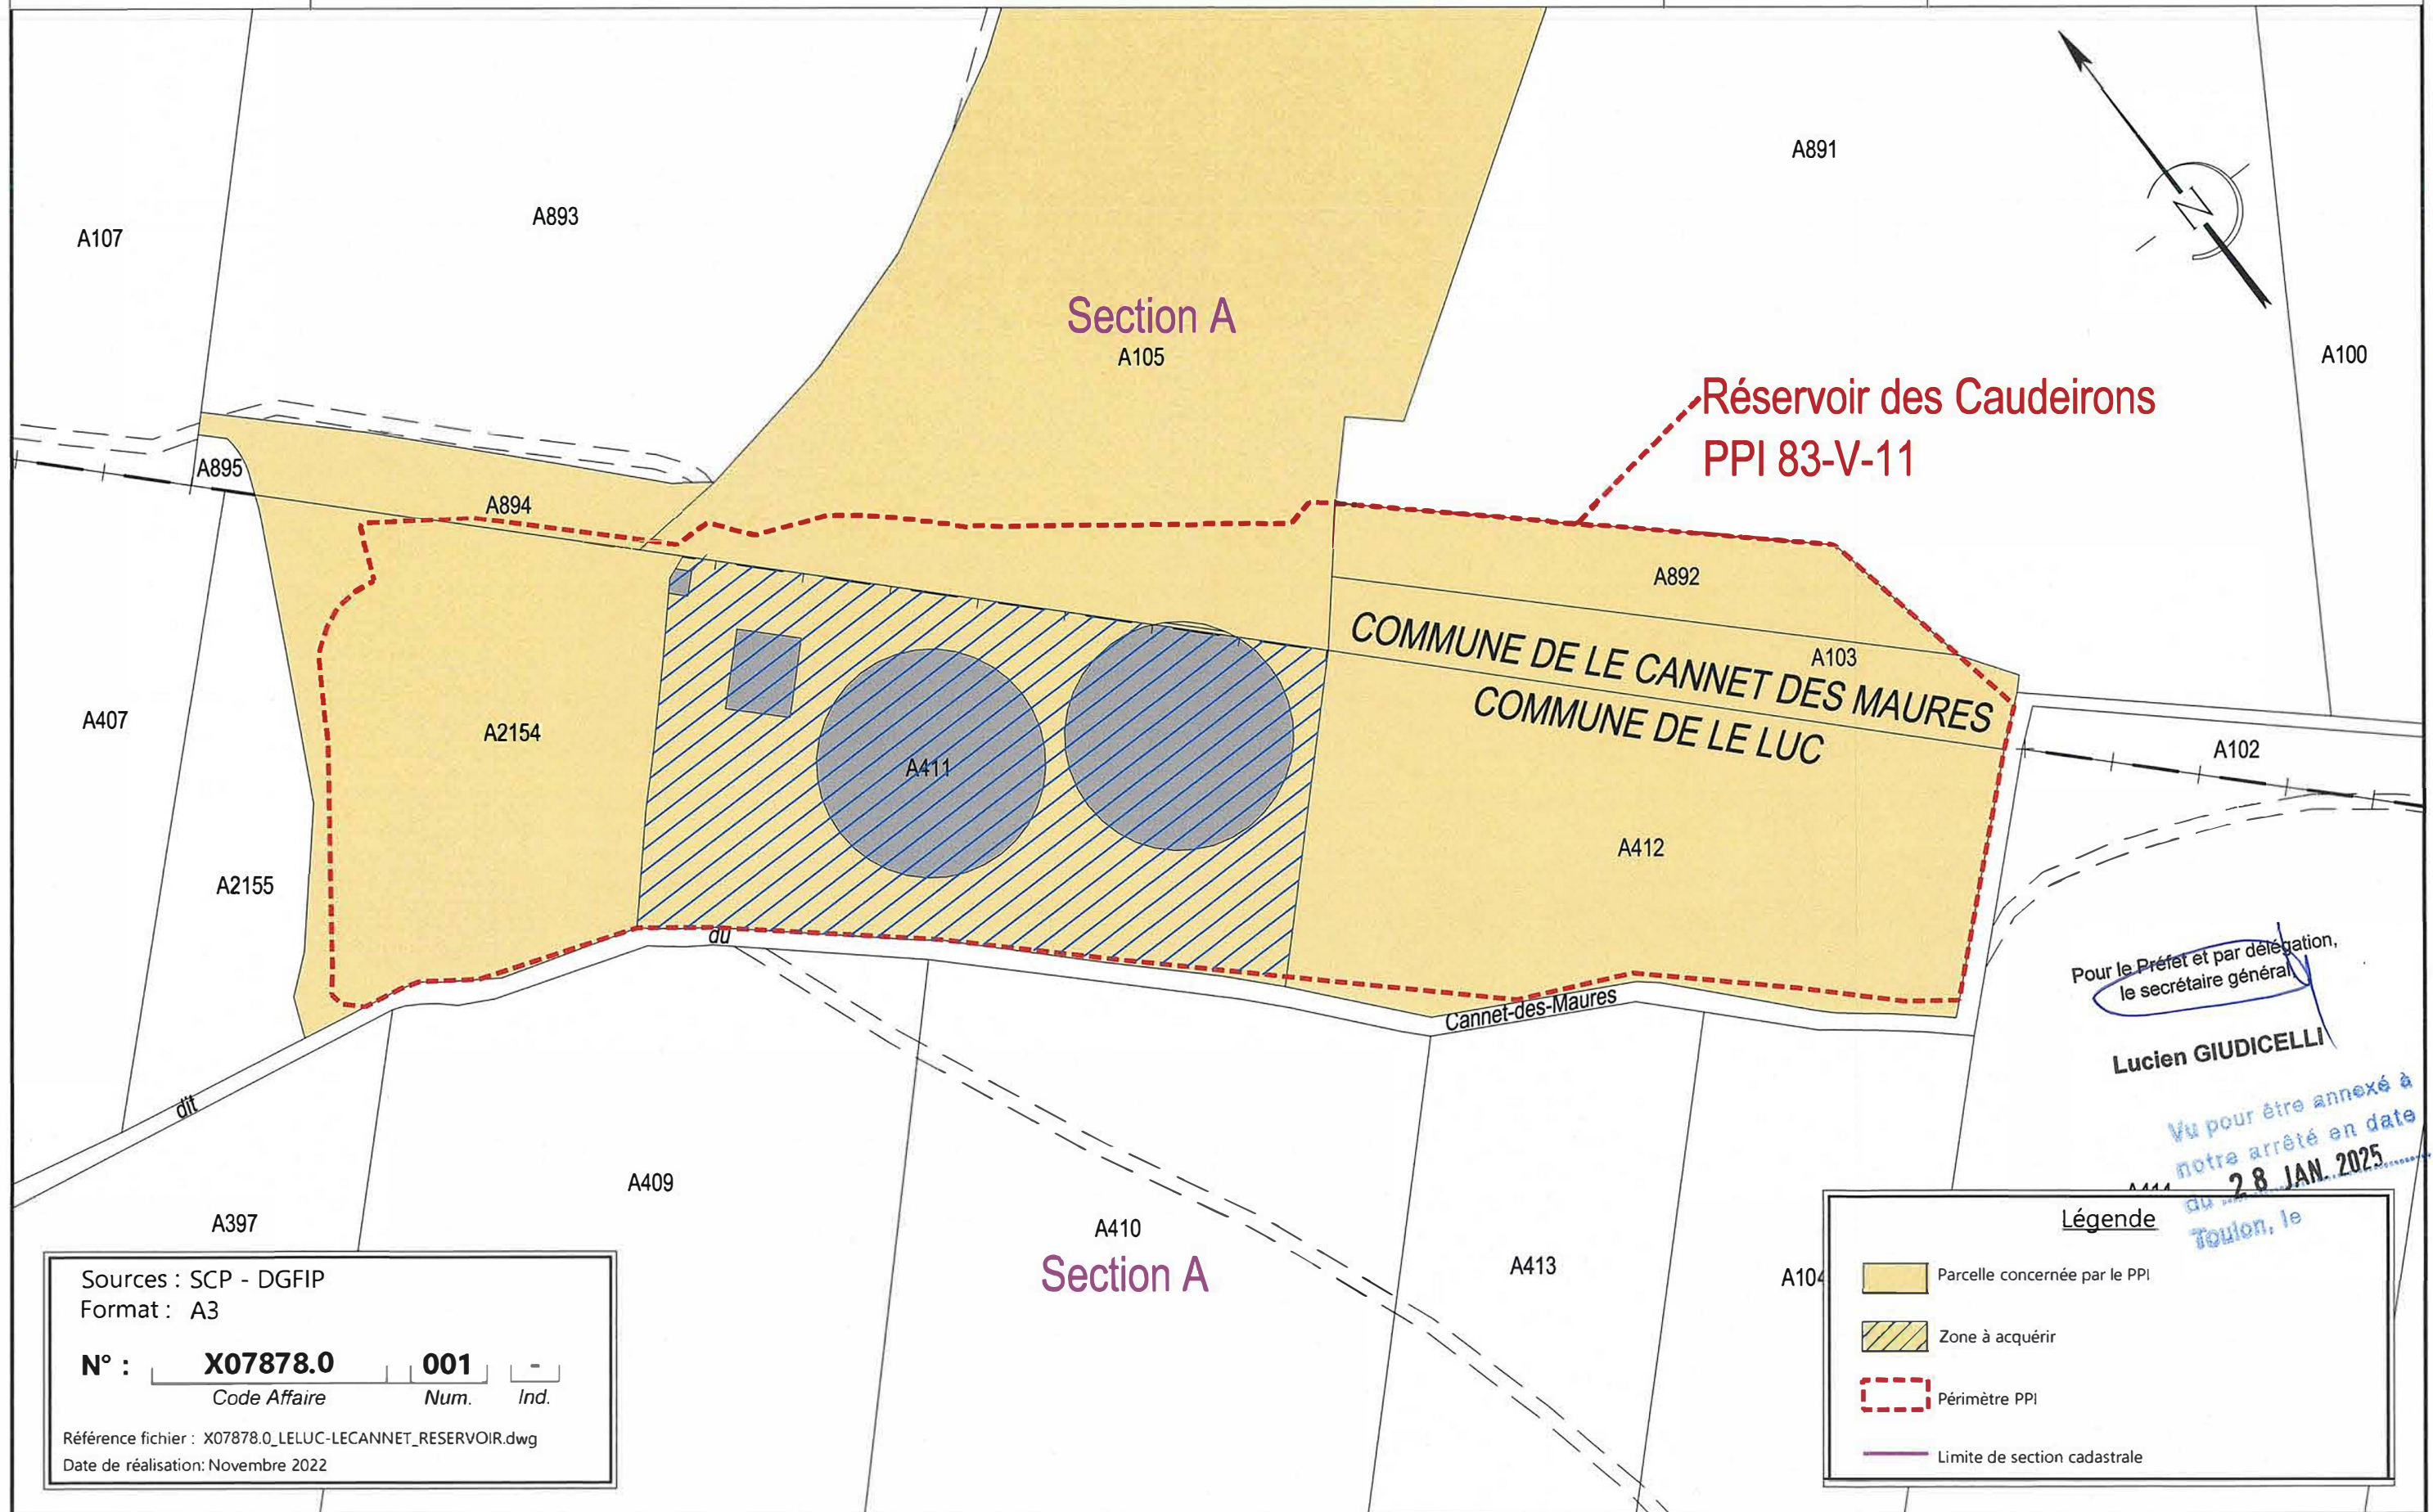 A891
A893
A107
Section A
A105
A100
N
Réservoir des Caudeirons
PPI 83-V-11
A895
A894
A892
COMMUNE DE LE CANNET DES MAURES
A103
COMMUNE DE LE LUC
A407
A2154
A411
A102
A412
A2155
du
Cannet-des-Maures
dit
Pour le Préfet et par délégation,
le secrétaire général,
Lucien GIUDICELLI
Vu pour être annexé à
notre arrêté en date
du 28 JAN. 2025
Toulon, le
A409
A397
A410
Section A
A413
A104
A414
Sources : SCP - DGFIP
Format : A3
N° : X07878.0 001 -
Code Affaire Num. Ind.
Référence fichier : X07878.0_LELUC-LECANNET_RESERVOIR.dwg
Date de réalisation: Novembre 2022
Légende
Parcelle concernée par le PPI
Zone à acquérir
Périmètre PPI
Limite de section cadastrale